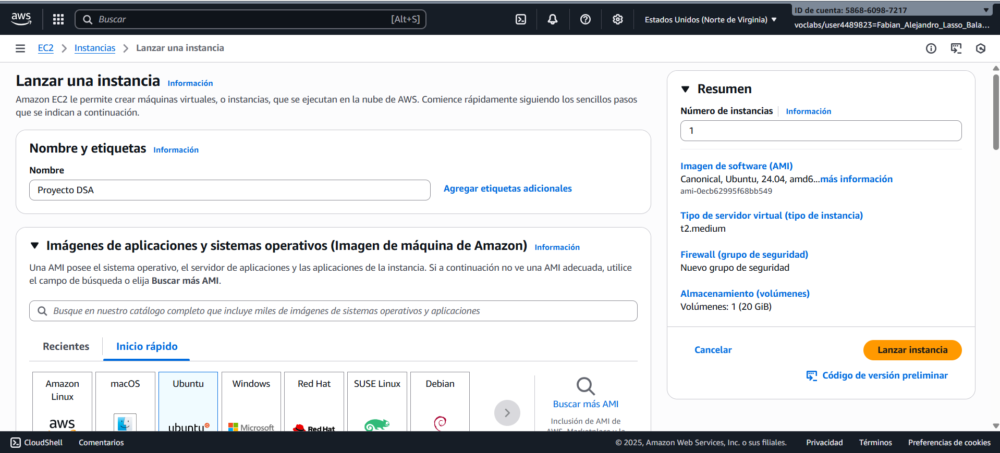 aws
Buscar
[Alt+S]
Estados Unidos (Norte de Virginia)
ID de cuenta: 5868-6098-7217
voclabs/user4489823=Fabian_Alejandro_Lasso_Bala...
EC2
Instancias
Lanzar una instancia
Lanzar una instancia
Información
Amazon EC2 le permite crear máquinas virtuales, o instancias, que se ejecutan en la nube de AWS. Comience rápidamente siguiendo los sencillos pasos
que se indican a continuación.
Nombre y etiquetas
Información
Nombre
Proyecto DSA
Agregar etiquetas adicionales
Imágenes de aplicaciones y sistemas operativos (Imagen de máquina de Amazon)
Información
Una AMI posee el sistema operativo, el servidor de aplicaciones y las aplicaciones de la instancia. Si a continuación no ve una AMI adecuada, utilice
el campo de búsqueda o elija Buscar más AMI.
Busque en nuestro catálogo completo que incluye miles de imágenes de sistemas operativos y aplicaciones
Recientes
Inicio rápido
Amazon
Linux
aws
macOS
Ubuntu
ubuntu
Windows
Microsoft
Red Hat
Red Hat
SUSE Linux
Debian
Buscar más AMI
Inclusión de AMI de
AWS, Marketplace y la
Resumen
Número de instancias
Información
1
Imagen de software (AMI)
Canonical, Ubuntu, 24.04, amd6...más información
ami-0ecb62995f68bb549
Tipo de servidor virtual (tipo de instancia)
t2.medium
Firewall (grupo de seguridad)
Nuevo grupo de seguridad
Almacenamiento (volúmenes)
Volúmenes: 1 (20 GiB)
Cancelar
Lanzar instancia
Código de versión preliminar
CloudShell
Comentarios
© 2025, Amazon Web Services, Inc. o sus filiales.
Privacidad
Términos
Preferencias de cookies